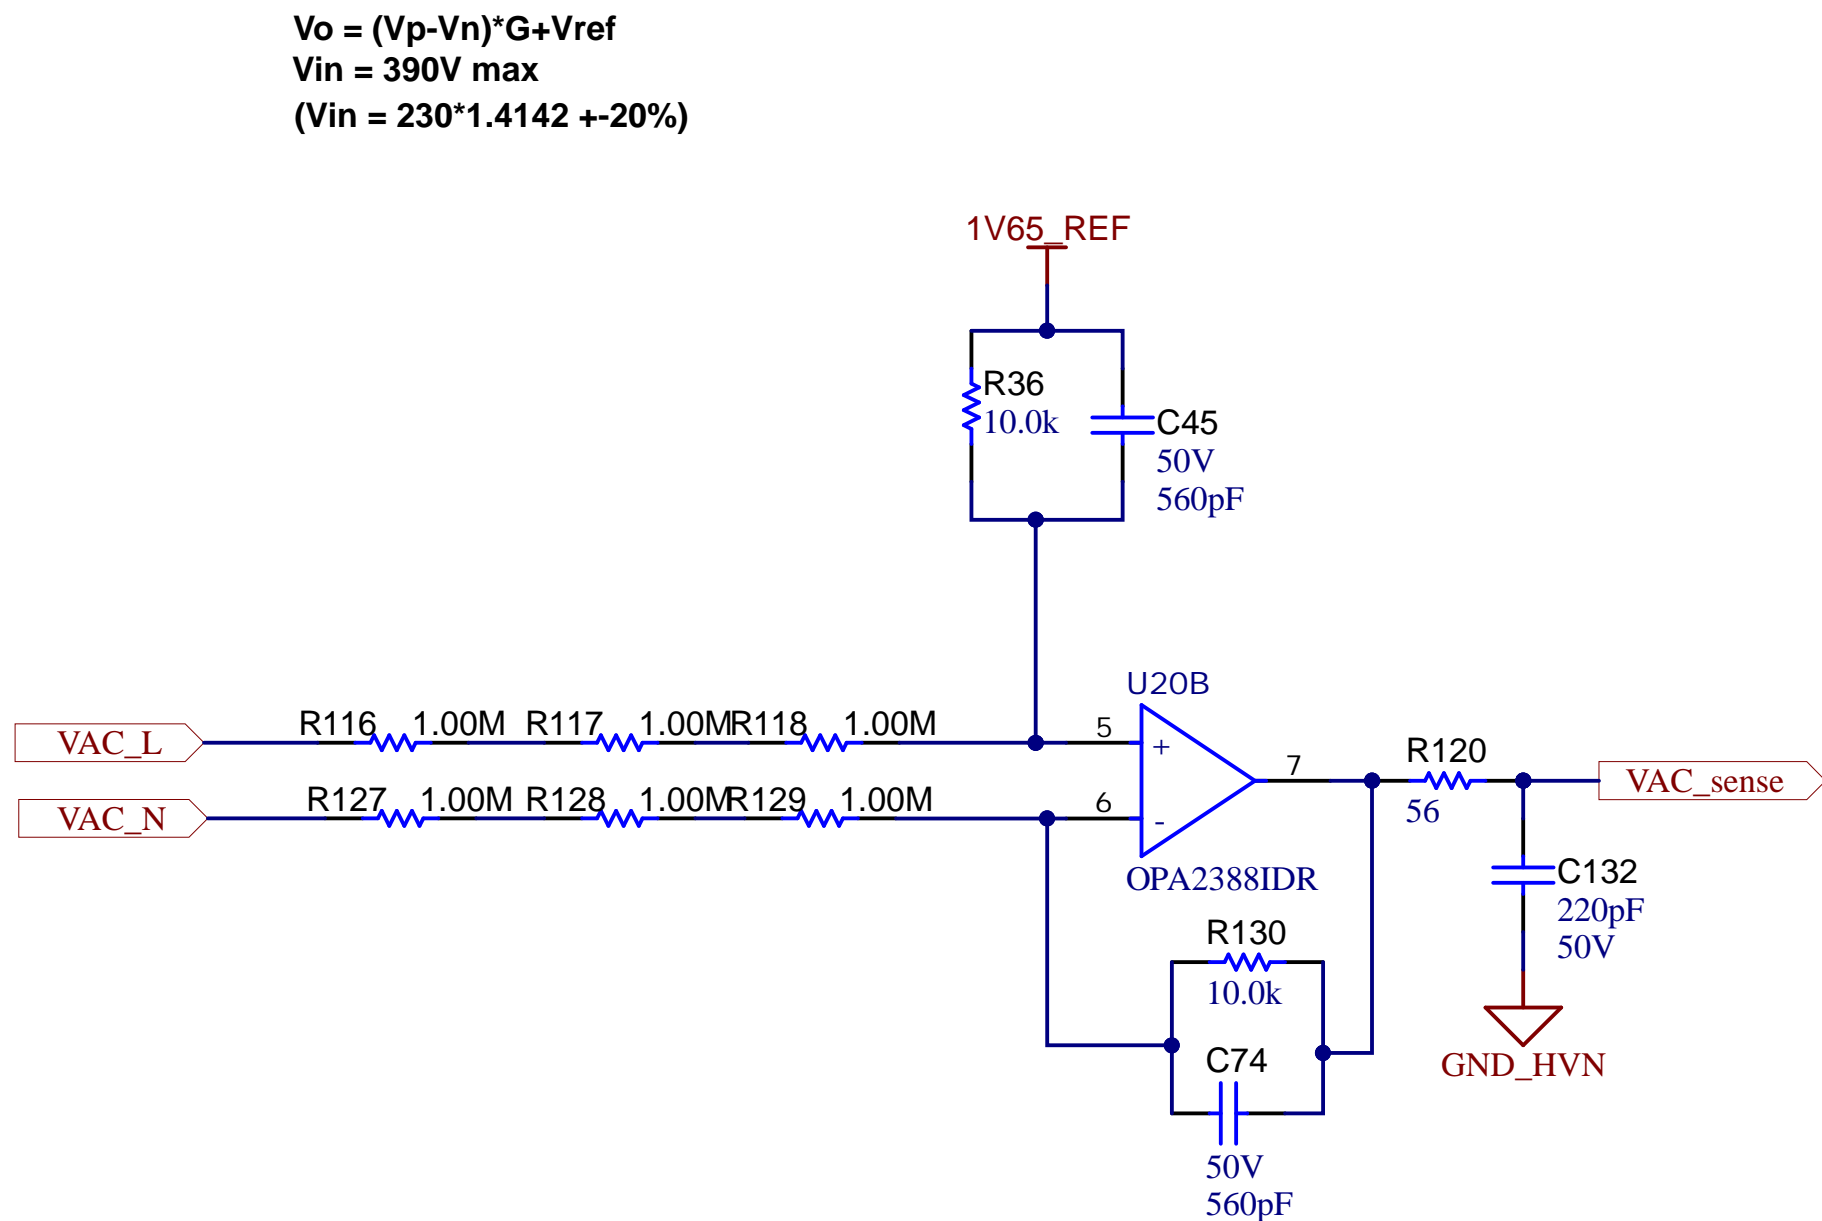 Vo = (Vp-Vn)*G+Vref
Vin = 390V max
(Vin = 230*1.4142 +-20%)
1V65_REF
R36
10.0k
C45
50V
560pF
U20B
R116 1.00M R117 1.00M R118 1.00M
VAC_L
5
+
R127 1.00M R128 1.00M R129 1.00M
VAC_N
6
-
7
OPA2388IDR
R120
56
VAC_sense
C132
220pF
50V
GND_HVN
R130
10.0k
C74
50V
560pF